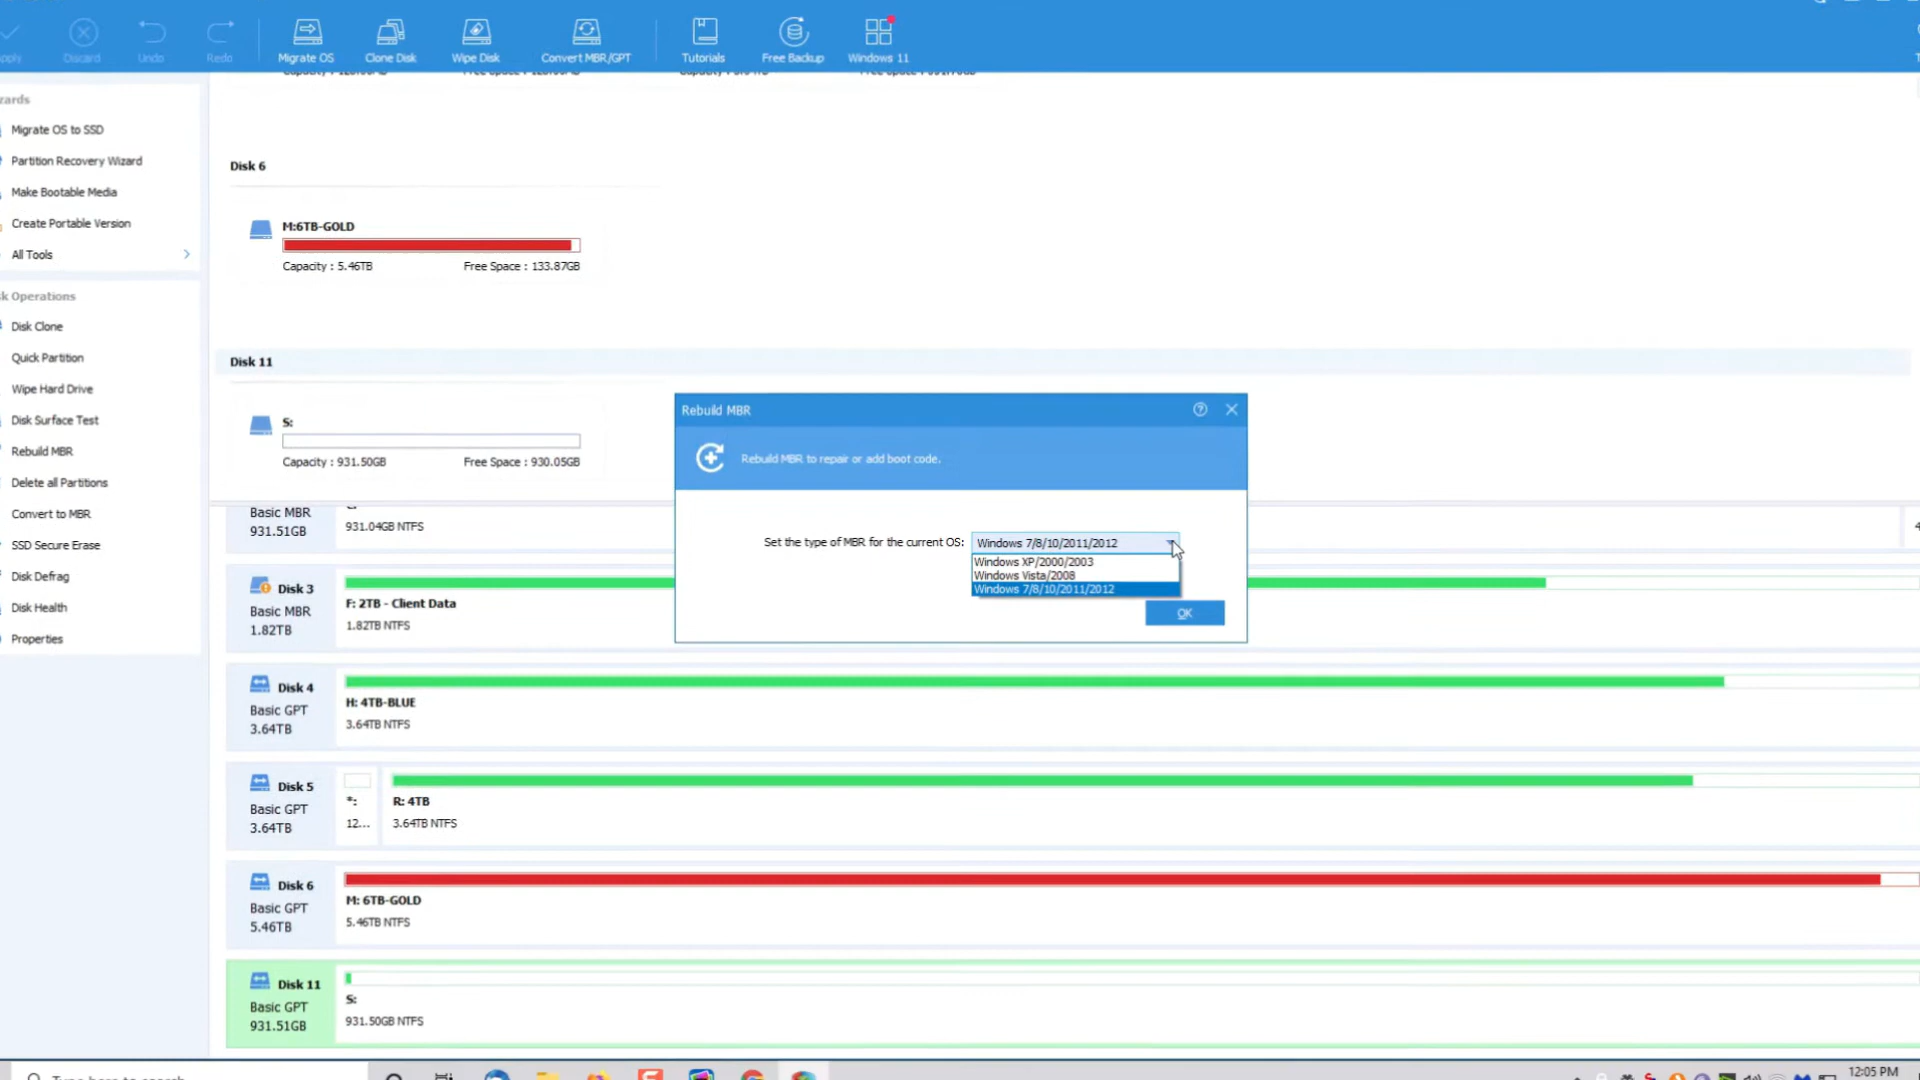 Discard
Undo
Redo
Migrate OS
Clone Disk
Wipe Disk
Convert MBR/GPT
Tutorials
Free Backup
Windows 11
Migrate OS to SSD
Partition Recovery Wizard
Make Bootable Media
Create Portable Version
All Tools
Operations
Disk Clone
Quick Partition
Wipe Hard Drive
Disk Surface Test
Rebuild MBR
Delete all Partitions
Convert to MBR
SSD Secure Erase
Disk Defrag
Disk Health
Properties
Disk 6
M:6TB-GOLD
Capacity : 5.46TB Free Space : 133.87GB
Disk 11
S:
Capacity : 931.50GB Free Space : 930.05GB
Rebuild MBR
Rebuild MBR to repair or add boot code.
Set the type of MBR for the current OS: Windows 7/8/10/2011/2012
Windows XP/2000/2003
Windows Vista/2008
Windows 7/8/10/2011/2012
OK
Basic MBR
931.51GB
931.04GB NTFS
Disk 3
Basic MBR
1.82TB
F: 2TB - Client Data
1.82TB NTFS
Disk 4
Basic GPT
3.64TB
H: 4TB-BLUE
3.64TB NTFS
Disk 5
Basic GPT
3.64TB
*:
12...
R: 4TB
3.64TB NTFS
Disk 6
Basic GPT
5.46TB
M: 6TB-GOLD
5.46TB NTFS
Disk 11
Basic GPT
931.51GB
S:
931.50GB NTFS
Type here to search
12:05 PM